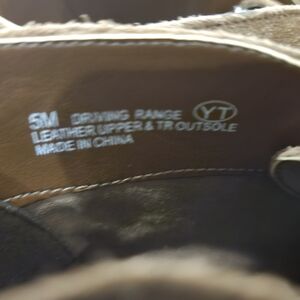 5M DRIVING RANGE YT
LEATHER UPPER & TR OUTSOLE
MADE IN CHINA